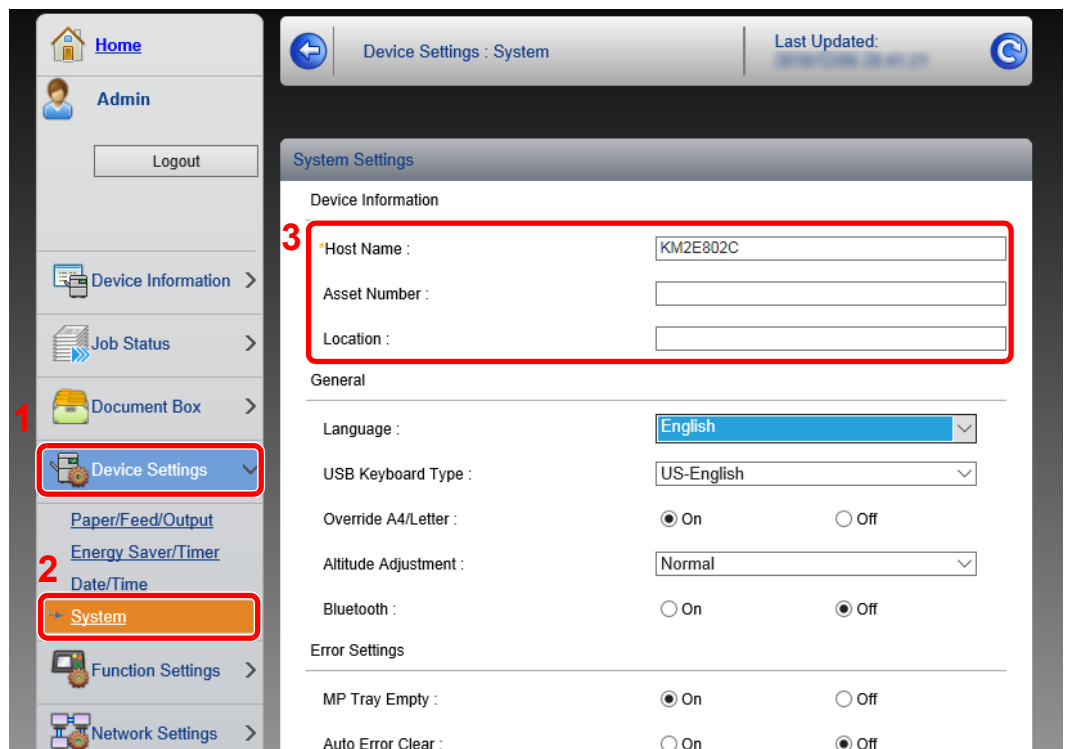 Home
Device Settings : System
Last Updated:
Admin
Logout
System Settings
Device Information
3
*Host Name :
KM2E802C
Device Information
Asset Number :
Location :
Job Status
General
1
Document Box
Language :
English
Device Settings
USB Keyboard Type :
US-English
Paper/Feed/Output
Override A4/Letter :
On
Off
Energy Saver/Timer
2
Altitude Adjustment :
Normal
Date/Time
System
Bluetooth :
On
Off
Error Settings
Function Settings
MP Tray Empty :
On
Off
Network Settings
Auto Error Clear :
On
Off